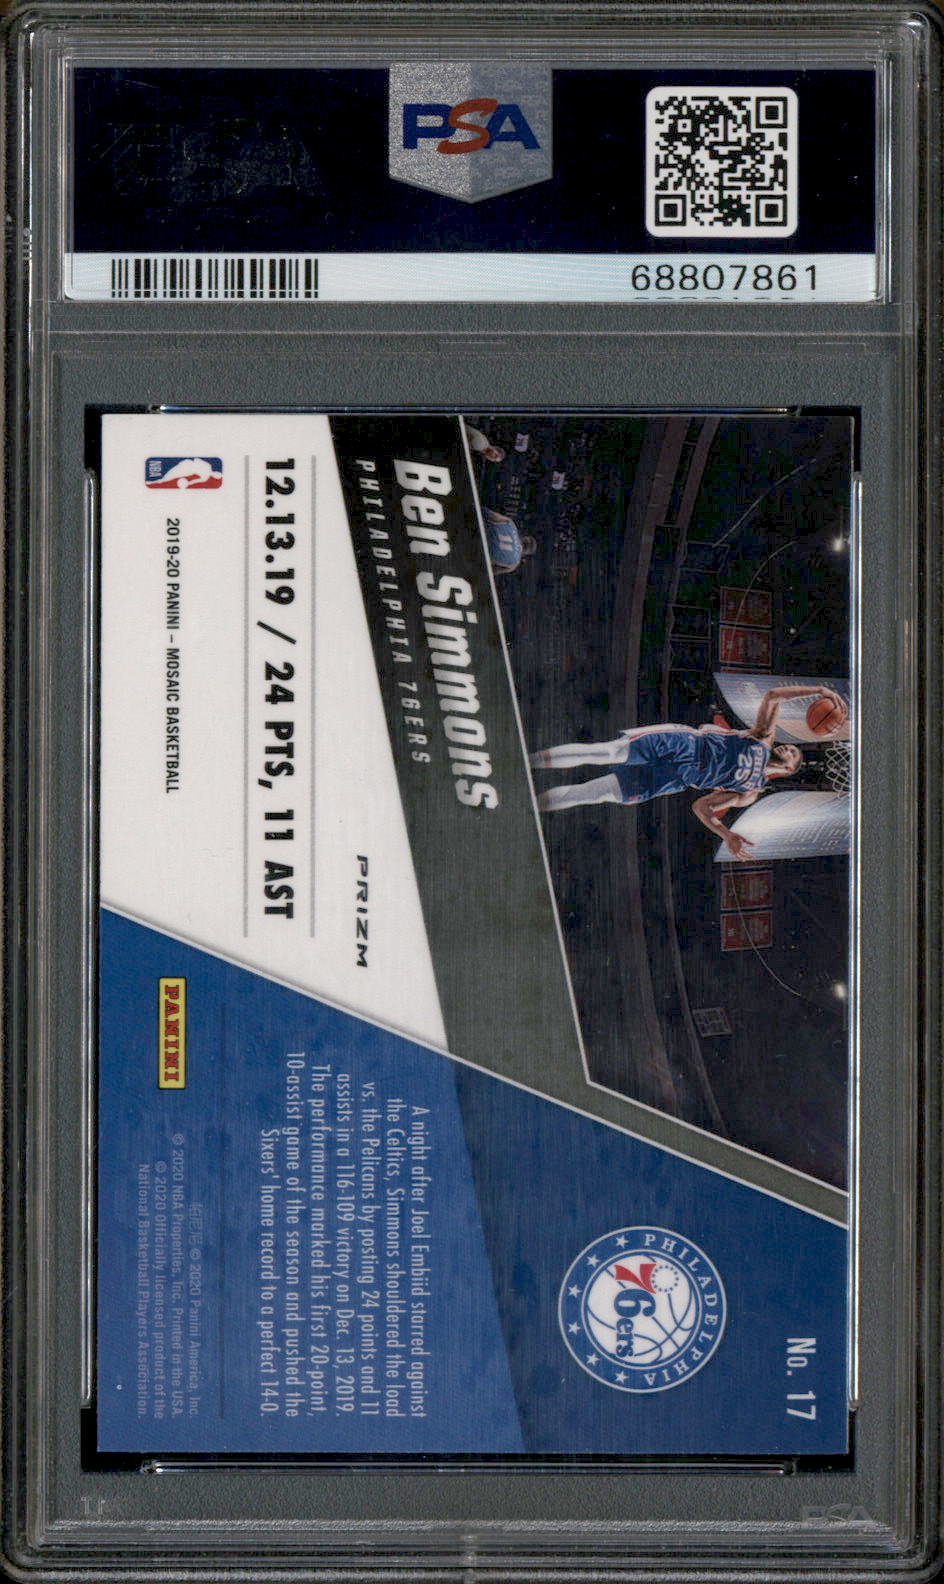 PSA
68807861
No. 17
PHILADELPHIA
76ers
PHILA
25
11
Ben Simmons
PHILADELPHIA 76ERS
PRIZM
12.13.19 / 24 PTS, 11 AST
A night after Joel Embiid starred against
the Celtics, Simmons shouldered the load
vs. the Pelicans by posting 24 points and 11
assists in a 116-109 victory on Dec. 13, 2019.
The performance marked his first 20-point,
10-assist game of the season and pushed the
Sixers' home record to a perfect 14-0.
NBA
2019-20 PANINI – MOSAIC BASKETBALL
PANINI
© 2020 Panini America, Inc.
© 2020 NBA Properties, Inc. Printed in the USA.
© 2020 Officially licensed product of the
National Basketball Players Association.
PSA